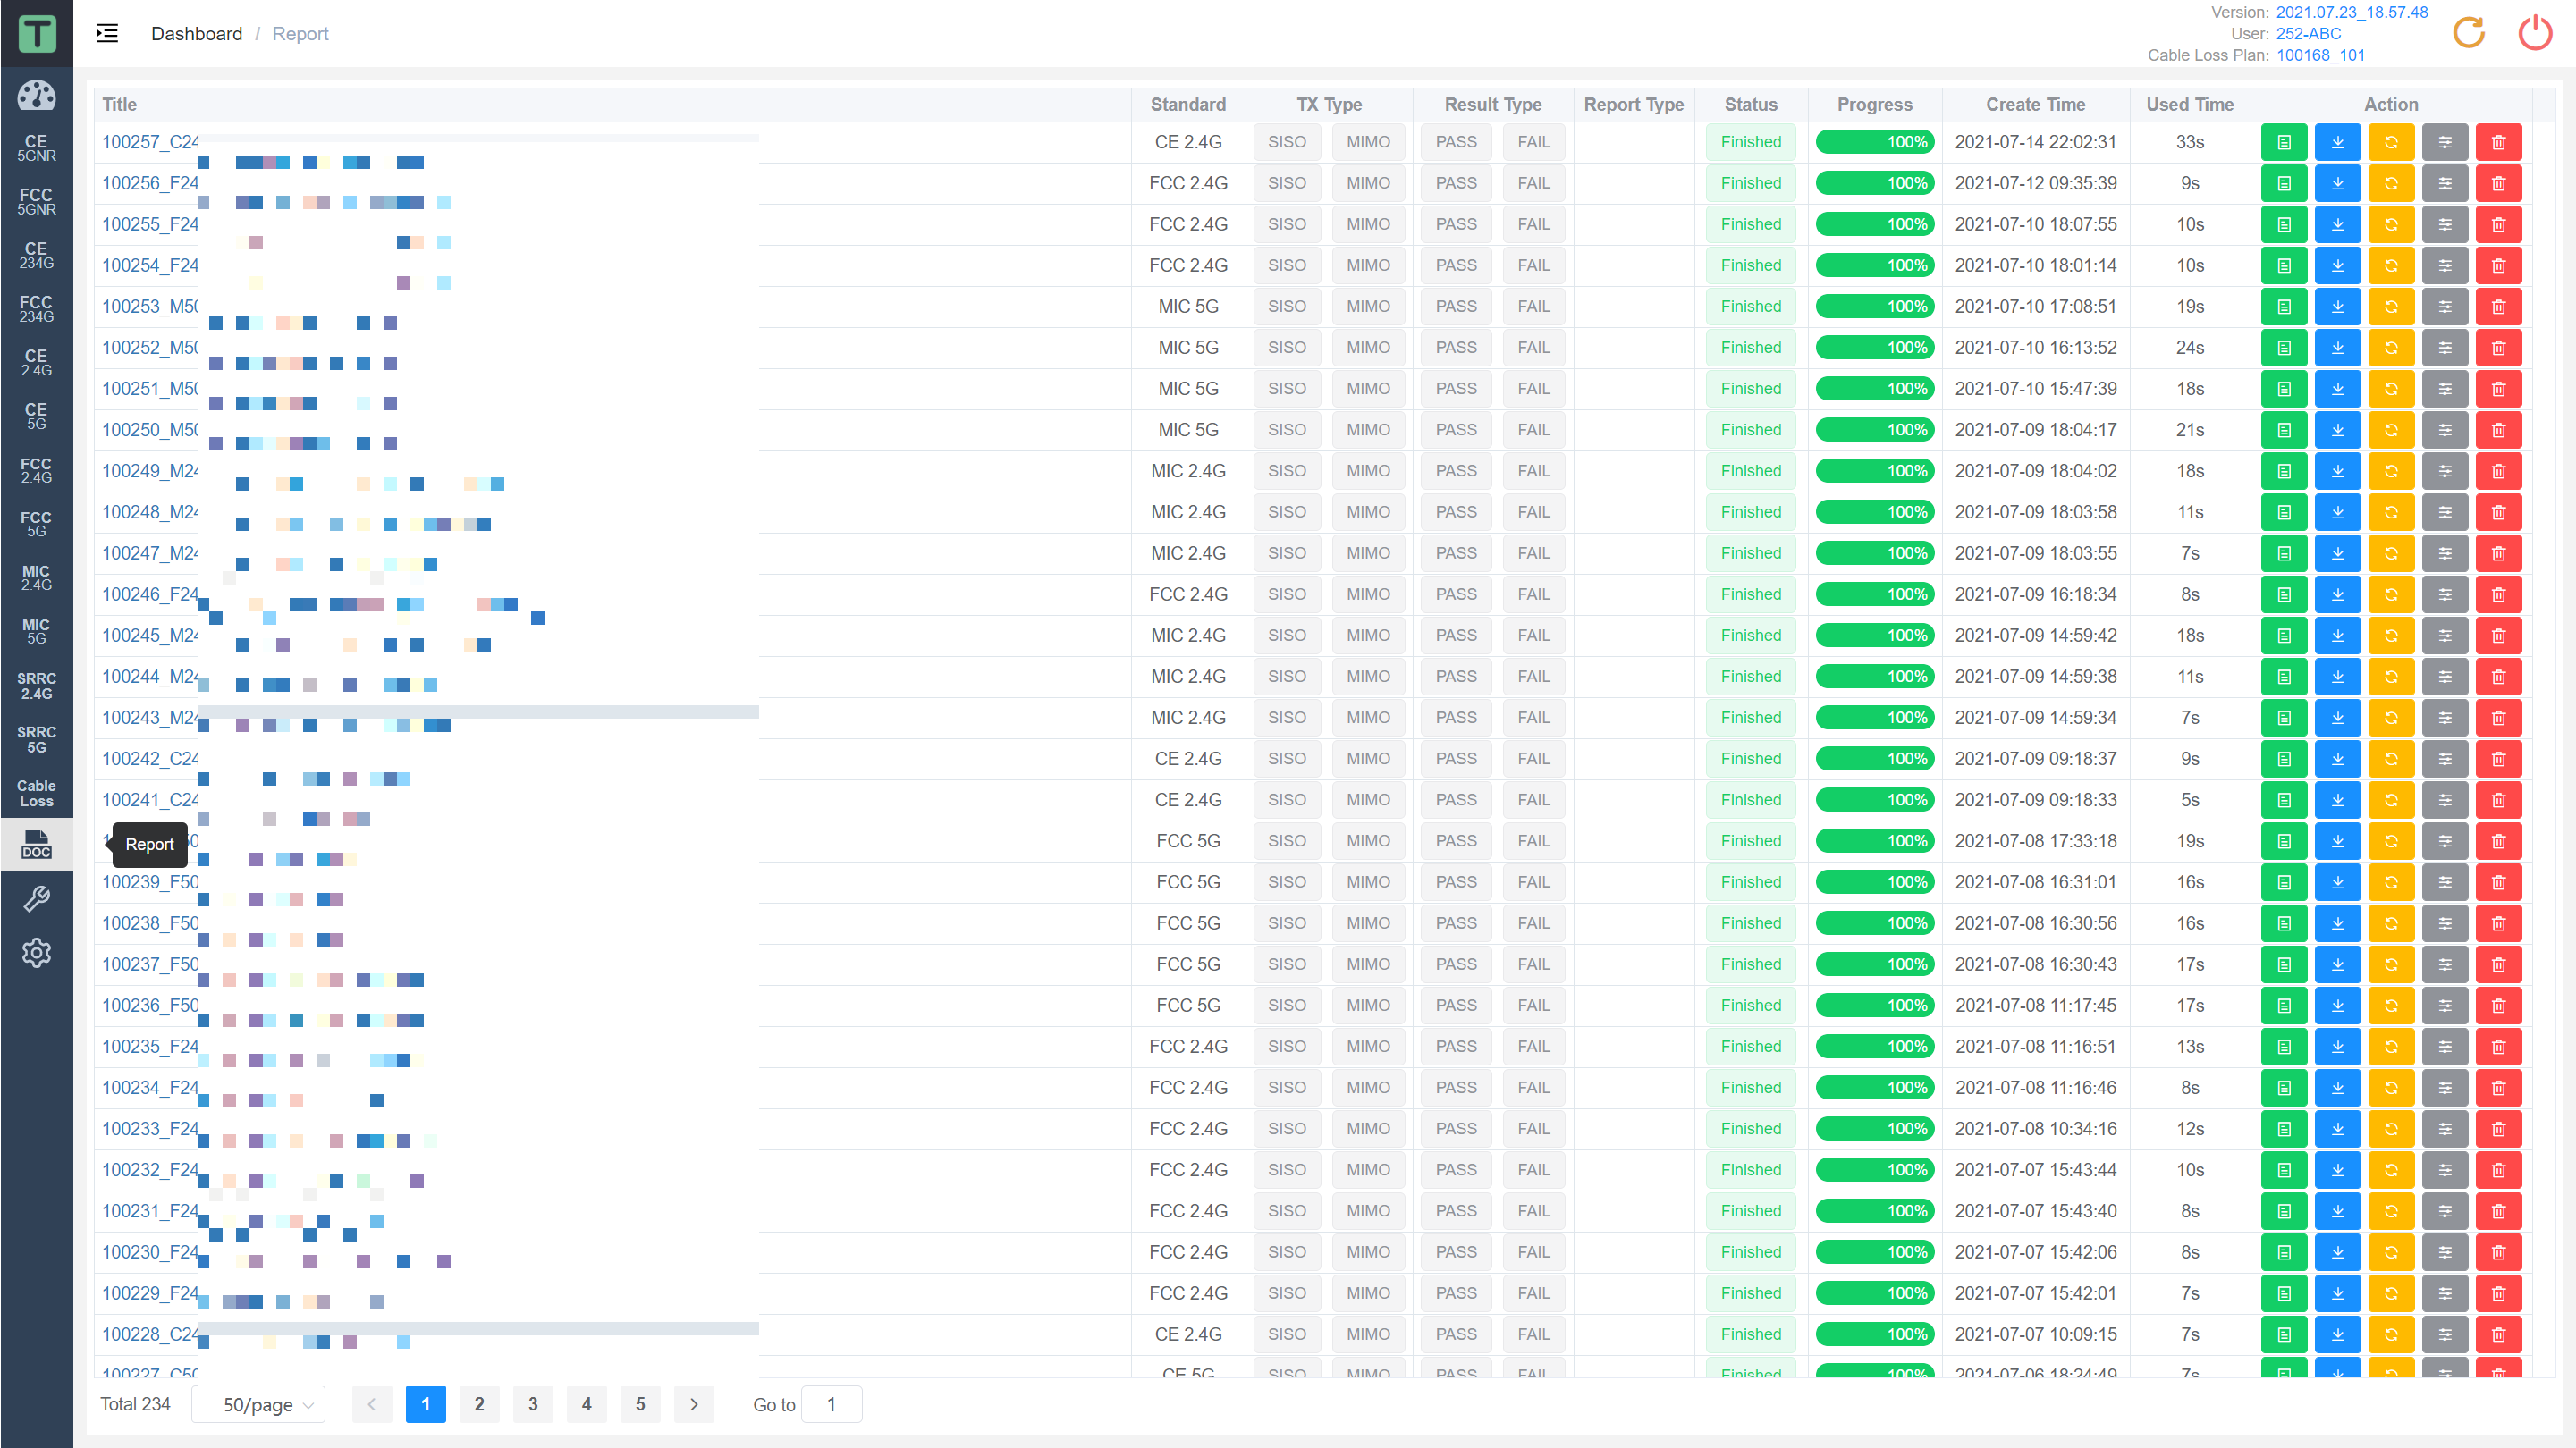 Dashboard / Report
Version: 2021.07.23_18.57.48
User: 252-ABC
Cable Loss Plan: 100168_101
CE 5GNR
FCC 5GNR
CE 234G
FCC 234G
CE 2.4G
CE 5G
FCC 2.4G
FCC 5G
MIC 2.4G
MIC 5G
SRRC 2.4G
SRRC 5G
Cable Loss
DOC
Report
Title Standard TX Type Result Type Report Type Status Progress Create Time Used Time Action
100257_C24 CE 2.4G SISO MIMO PASS FAIL Finished 100% 2021-07-14 22:02:31 33s
100256_F24 FCC 2.4G SISO MIMO PASS FAIL Finished 100% 2021-07-12 09:35:39 9s
100255_F24 FCC 2.4G SISO MIMO PASS FAIL Finished 100% 2021-07-10 18:07:55 10s
100254_F24 FCC 2.4G SISO MIMO PASS FAIL Finished 100% 2021-07-10 18:01:14 10s
100253_M50 MIC 5G SISO MIMO PASS FAIL Finished 100% 2021-07-10 17:08:51 19s
100252_M50 MIC 5G SISO MIMO PASS FAIL Finished 100% 2021-07-10 16:13:52 24s
100251_M50 MIC 5G SISO MIMO PASS FAIL Finished 100% 2021-07-10 15:47:39 18s
100250_M50 MIC 5G SISO MIMO PASS FAIL Finished 100% 2021-07-09 18:04:17 21s
100249_M24 MIC 2.4G SISO MIMO PASS FAIL Finished 100% 2021-07-09 18:04:02 18s
100248_M24 MIC 2.4G SISO MIMO PASS FAIL Finished 100% 2021-07-09 18:03:58 11s
100247_M24 MIC 2.4G SISO MIMO PASS FAIL Finished 100% 2021-07-09 18:03:55 7s
100246_F24 FCC 2.4G SISO MIMO PASS FAIL Finished 100% 2021-07-09 16:18:34 8s
100245_M24 MIC 2.4G SISO MIMO PASS FAIL Finished 100% 2021-07-09 14:59:42 18s
100244_M24 MIC 2.4G SISO MIMO PASS FAIL Finished 100% 2021-07-09 14:59:38 11s
100243_M24 MIC 2.4G SISO MIMO PASS FAIL Finished 100% 2021-07-09 14:59:34 7s
100242_C24 CE 2.4G SISO MIMO PASS FAIL Finished 100% 2021-07-09 09:18:37 9s
100241_C24 CE 2.4G SISO MIMO PASS FAIL Finished 100% 2021-07-09 09:18:33 5s
FCC 5G SISO MIMO PASS FAIL Finished 100% 2021-07-08 17:33:18 19s
100239_F50 FCC 5G SISO MIMO PASS FAIL Finished 100% 2021-07-08 16:31:01 16s
100238_F50 FCC 5G SISO MIMO PASS FAIL Finished 100% 2021-07-08 16:30:56 16s
100237_F50 FCC 5G SISO MIMO PASS FAIL Finished 100% 2021-07-08 16:30:43 17s
100236_F50 FCC 5G SISO MIMO PASS FAIL Finished 100% 2021-07-08 11:17:45 17s
100235_F24 FCC 2.4G SISO MIMO PASS FAIL Finished 100% 2021-07-08 11:16:51 13s
100234_F24 FCC 2.4G SISO MIMO PASS FAIL Finished 100% 2021-07-08 11:16:46 8s
100233_F24 FCC 2.4G SISO MIMO PASS FAIL Finished 100% 2021-07-08 10:34:16 12s
100232_F24 FCC 2.4G SISO MIMO PASS FAIL Finished 100% 2021-07-07 15:43:44 10s
100231_F24 FCC 2.4G SISO MIMO PASS FAIL Finished 100% 2021-07-07 15:43:40 8s
100230_F24 FCC 2.4G SISO MIMO PASS FAIL Finished 100% 2021-07-07 15:42:06 8s
100229_F24 FCC 2.4G SISO MIMO PASS FAIL Finished 100% 2021-07-07 15:42:01 7s
100228_C24 CE 2.4G SISO MIMO PASS FAIL Finished 100% 2021-07-07 10:09:15 7s
100227_C50 CE 5G SISO MIMO PASS FAIL Finished 100% 2021-07-06 18:24:49 7s
Total 234 50/page 1 2 3 4 5 Go to 1